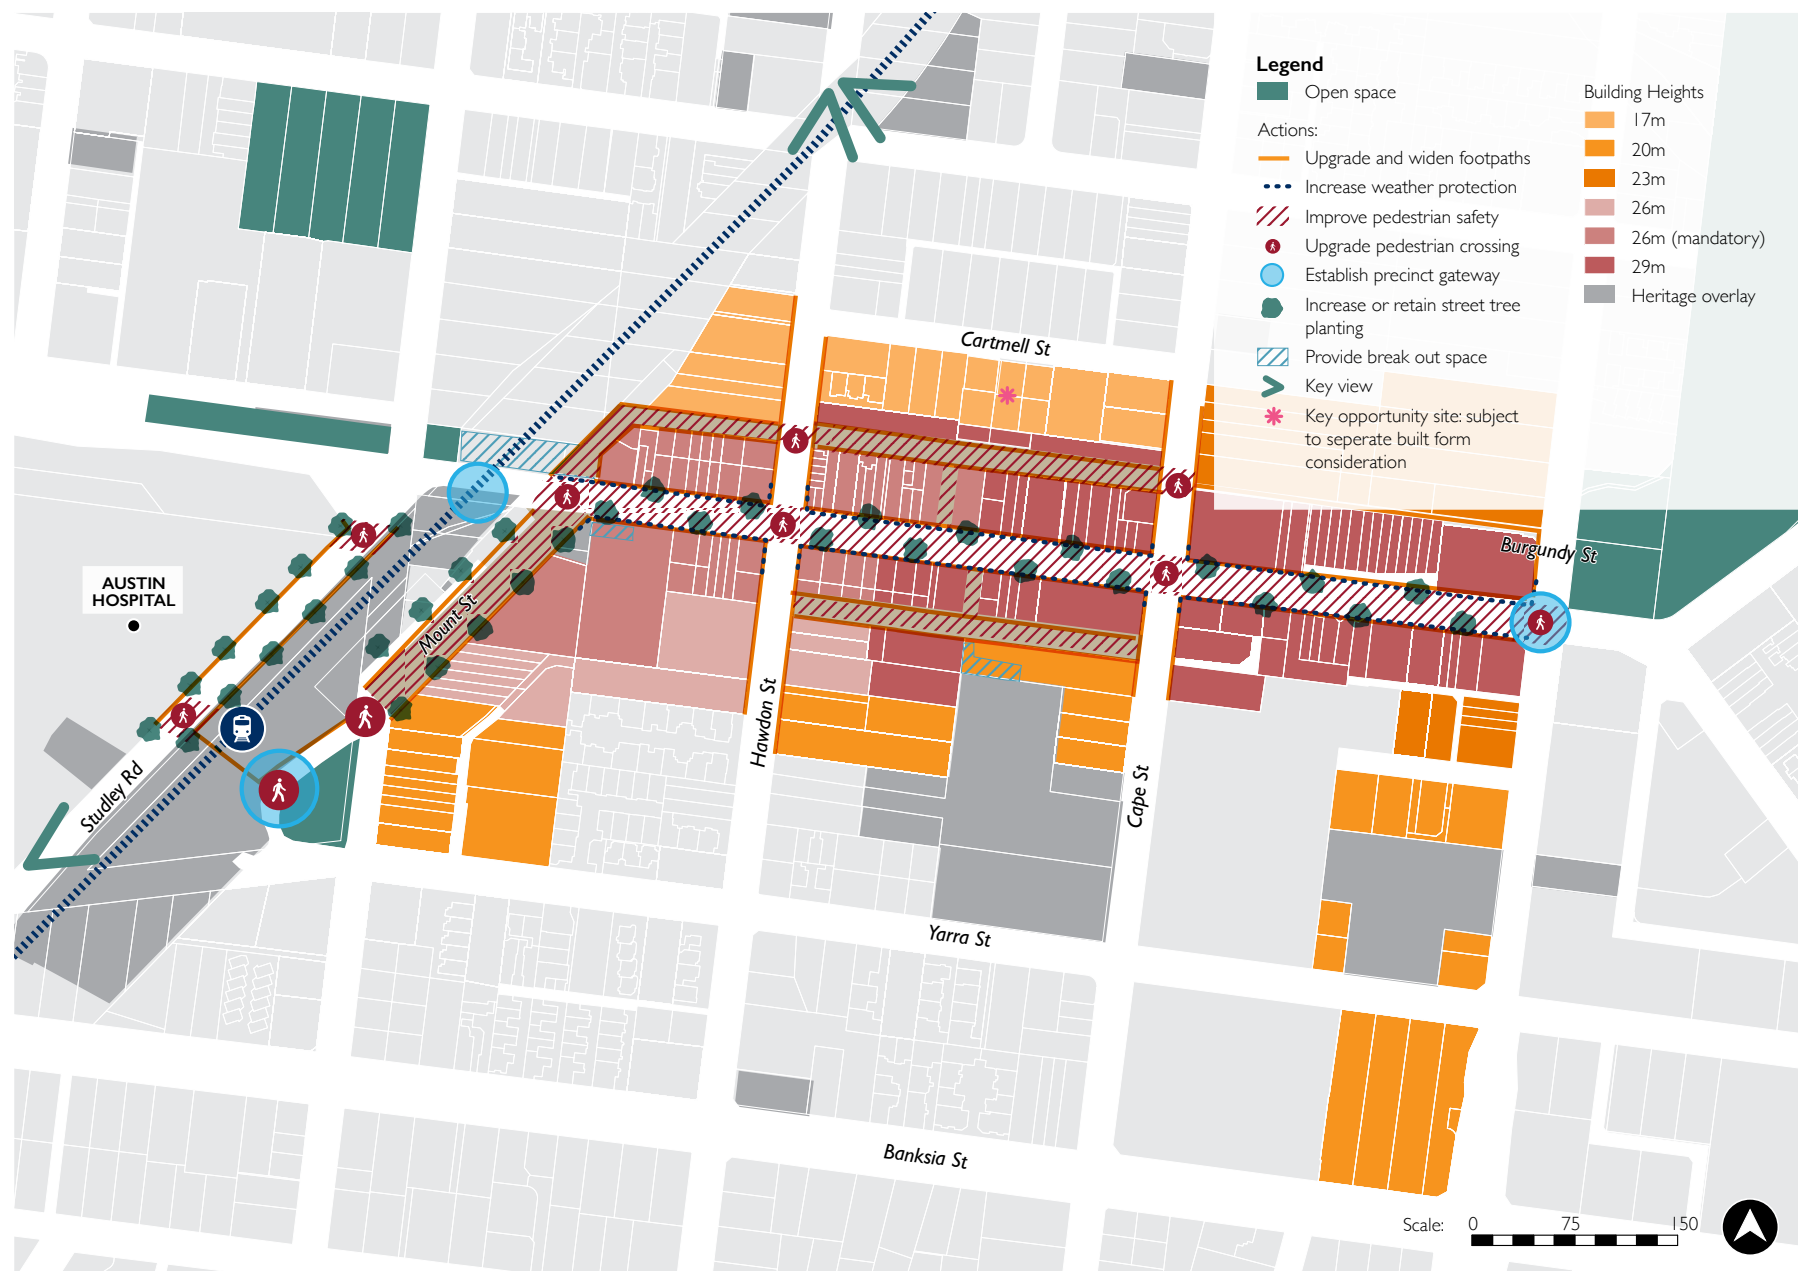 Legend
Open space
Actions:
Upgrade and widen footpaths
Increase weather protection
Improve pedestrian safety
Upgrade pedestrian crossing
Establish precinct gateway
Increase or retain street tree
planting
Provide break out space
Key view
Key opportunity site: subject
to seperate built form
consideration
Building Heights
17m
20m
23m
26m
26m (mandatory)
29m
Heritage overlay
Cartmell St
Burgundy St
AUSTIN
HOSPITAL
Mount St
Hawdon St
Cape St
Studley Rd
Yarra St
Banksia St
Scale:
0
75
150